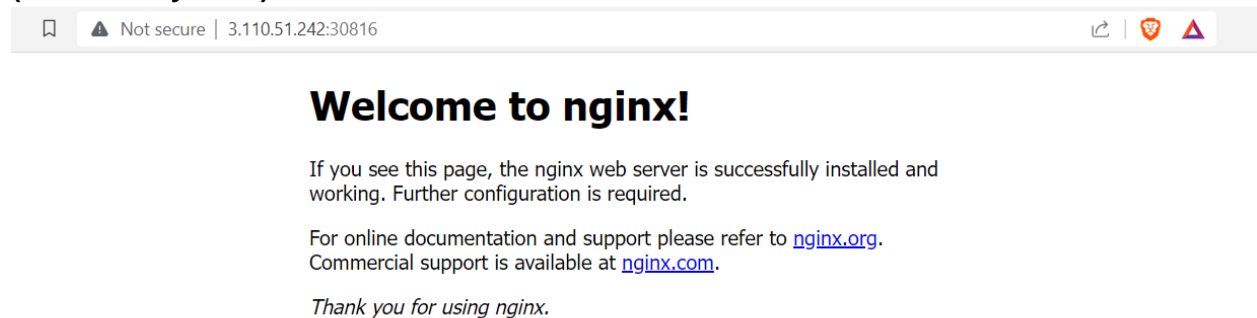 Not secure | 3.110.51.242:30816
Welcome to nginx!
If you see this page, the nginx web server is successfully installed and
working. Further configuration is required.
For online documentation and support please refer to nginx.org.
Commercial support is available at nginx.com.
Thank you for using nginx.